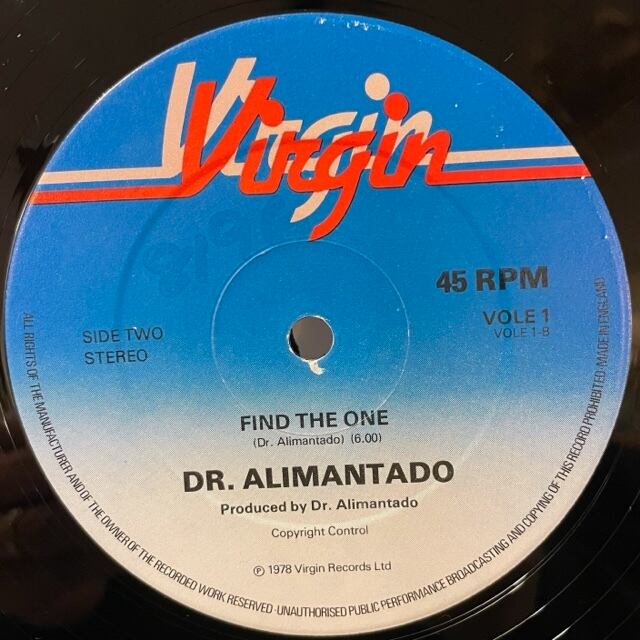 Virgin
45 RPM
VOLE 1
VOLE 1-B
SIDE TWO
STEREO
FIND THE ONE
(Dr. Alimantado) (6.00)
DR. ALIMANTADO
Produced by Dr. Alimantado
Copyright Control
℗ 1978 Virgin Records Ltd
ALL RIGHTS OF THE MANUFACTURER AND OF THE OWNER OF THE RECORDED WORK RESERVED · UNAUTHORISED PUBLIC PERFORMANCE BROADCASTING AND COPYING OF THIS RECORD PROHIBITED · MADE IN ENGLAND